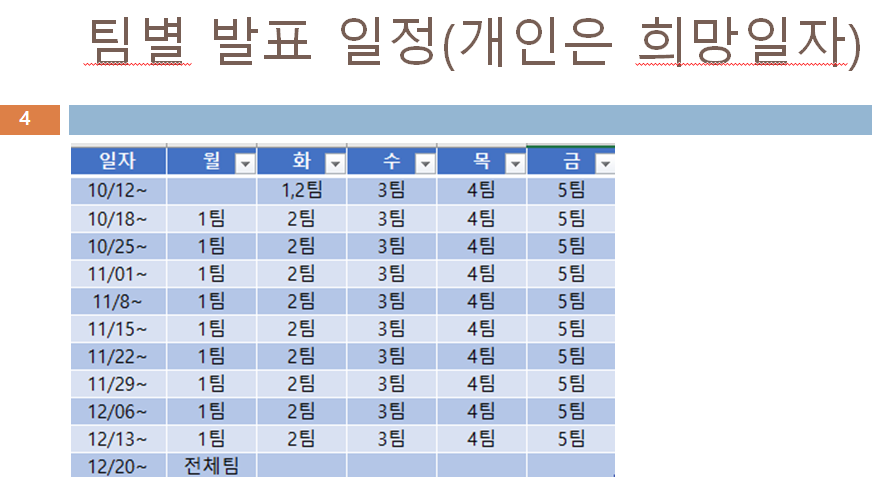 팀별 발표 일정(개인은 희망일자)
4
일자 월 화 수 목 금
10/12~ 1,2팀 3팀 4팀 5팀
10/18~ 1팀 2팀 3팀 4팀 5팀
10/25~ 1팀 2팀 3팀 4팀 5팀
11/01~ 1팀 2팀 3팀 4팀 5팀
11/8~ 1팀 2팀 3팀 4팀 5팀
11/15~ 1팀 2팀 3팀 4팀 5팀
11/22~ 1팀 2팀 3팀 4팀 5팀
11/29~ 1팀 2팀 3팀 4팀 5팀
12/06~ 1팀 2팀 3팀 4팀 5팀
12/13~ 1팀 2팀 3팀 4팀 5팀
12/20~ 전체팀